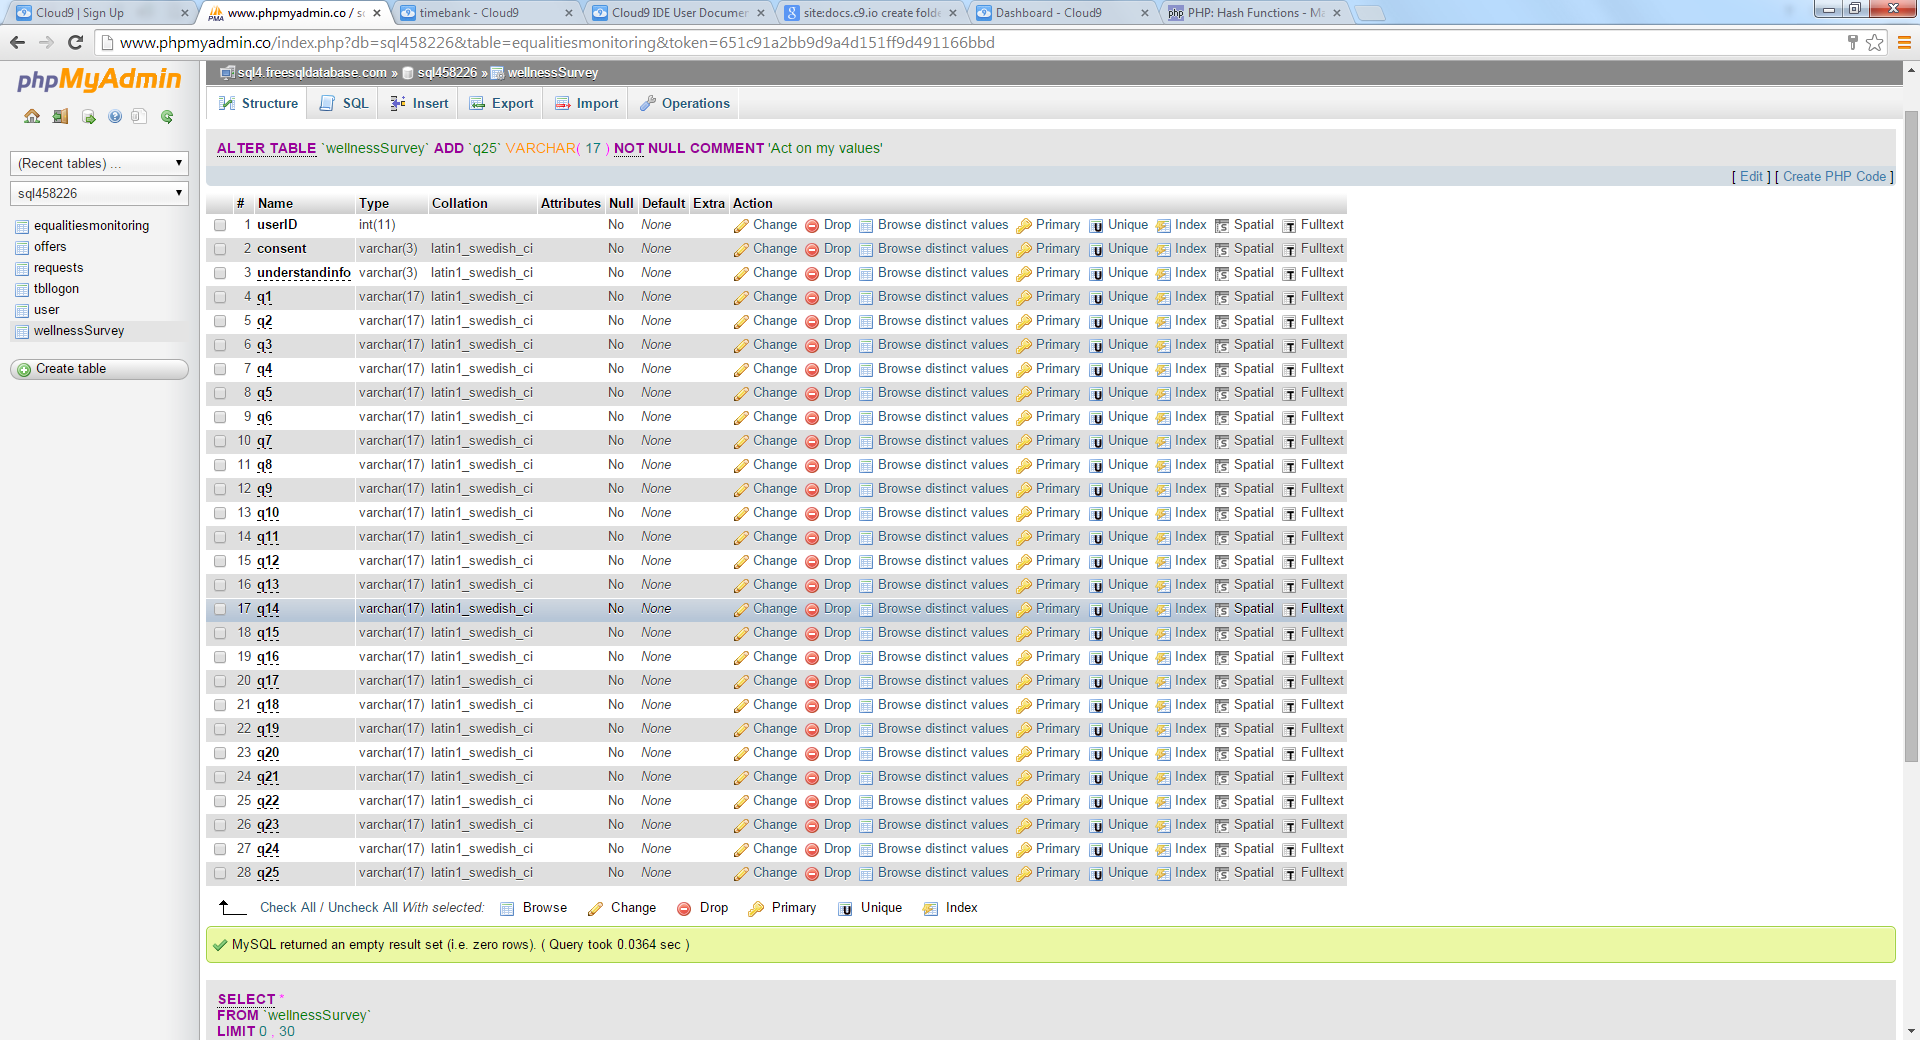 Cloud9 | Sign Up
www.phpmyadmin.co / sq
timebank - Cloud9
Cloud9 IDE User Documen
site:docs.c9.io create folde
Dashboard - Cloud9
PHP: Hash Functions - Ma
www.phpmyadmin.co/index.php?db=sql458226&table=equalitiesmonitoring&token=651c91a2bb9d9a4d151ff9d491166bbd
phpMyAdmin
(Recent tables) ...
sql458226
equalitiesmonitoring
offers
requests
tbllogon
user
wellnessSurvey
Create table
sql4.freesqldatabase.com » sql458226 » wellnessSurvey
Structure SQL Insert Export Import Operations
ALTER TABLE `wellnessSurvey` ADD `q25` VARCHAR( 17 ) NOT NULL COMMENT 'Act on my values'
[ Edit ] [ Create PHP Code ]
# Name Type Collation Attributes Null Default Extra Action
1 userID int(11) No None Change Drop Browse distinct values Primary Unique Index Spatial Fulltext
2 consent varchar(3) latin1_swedish_ci No None Change Drop Browse distinct values Primary Unique Index Spatial Fulltext
3 understandinfo varchar(3) latin1_swedish_ci No None Change Drop Browse distinct values Primary Unique Index Spatial Fulltext
4 q1 varchar(17) latin1_swedish_ci No None Change Drop Browse distinct values Primary Unique Index Spatial Fulltext
5 q2 varchar(17) latin1_swedish_ci No None Change Drop Browse distinct values Primary Unique Index Spatial Fulltext
6 q3 varchar(17) latin1_swedish_ci No None Change Drop Browse distinct values Primary Unique Index Spatial Fulltext
7 q4 varchar(17) latin1_swedish_ci No None Change Drop Browse distinct values Primary Unique Index Spatial Fulltext
8 q5 varchar(17) latin1_swedish_ci No None Change Drop Browse distinct values Primary Unique Index Spatial Fulltext
9 q6 varchar(17) latin1_swedish_ci No None Change Drop Browse distinct values Primary Unique Index Spatial Fulltext
10 q7 varchar(17) latin1_swedish_ci No None Change Drop Browse distinct values Primary Unique Index Spatial Fulltext
11 q8 varchar(17) latin1_swedish_ci No None Change Drop Browse distinct values Primary Unique Index Spatial Fulltext
12 q9 varchar(17) latin1_swedish_ci No None Change Drop Browse distinct values Primary Unique Index Spatial Fulltext
13 q10 varchar(17) latin1_swedish_ci No None Change Drop Browse distinct values Primary Unique Index Spatial Fulltext
14 q11 varchar(17) latin1_swedish_ci No None Change Drop Browse distinct values Primary Unique Index Spatial Fulltext
15 q12 varchar(17) latin1_swedish_ci No None Change Drop Browse distinct values Primary Unique Index Spatial Fulltext
16 q13 varchar(17) latin1_swedish_ci No None Change Drop Browse distinct values Primary Unique Index Spatial Fulltext
17 q14 varchar(17) latin1_swedish_ci No None Change Drop Browse distinct values Primary Unique Index Spatial Fulltext
18 q15 varchar(17) latin1_swedish_ci No None Change Drop Browse distinct values Primary Unique Index Spatial Fulltext
19 q16 varchar(17) latin1_swedish_ci No None Change Drop Browse distinct values Primary Unique Index Spatial Fulltext
20 q17 varchar(17) latin1_swedish_ci No None Change Drop Browse distinct values Primary Unique Index Spatial Fulltext
21 q18 varchar(17) latin1_swedish_ci No None Change Drop Browse distinct values Primary Unique Index Spatial Fulltext
22 q19 varchar(17) latin1_swedish_ci No None Change Drop Browse distinct values Primary Unique Index Spatial Fulltext
23 q20 varchar(17) latin1_swedish_ci No None Change Drop Browse distinct values Primary Unique Index Spatial Fulltext
24 q21 varchar(17) latin1_swedish_ci No None Change Drop Browse distinct values Primary Unique Index Spatial Fulltext
25 q22 varchar(17) latin1_swedish_ci No None Change Drop Browse distinct values Primary Unique Index Spatial Fulltext
26 q23 varchar(17) latin1_swedish_ci No None Change Drop Browse distinct values Primary Unique Index Spatial Fulltext
27 q24 varchar(17) latin1_swedish_ci No None Change Drop Browse distinct values Primary Unique Index Spatial Fulltext
28 q25 varchar(17) latin1_swedish_ci No None Change Drop Browse distinct values Primary Unique Index Spatial Fulltext
Check All / Uncheck All With selected: Browse Change Drop Primary Unique Index
MySQL returned an empty result set (i.e. zero rows). ( Query took 0.0364 sec )
SELECT *
FROM `wellnessSurvey`
LIMIT 0 , 30